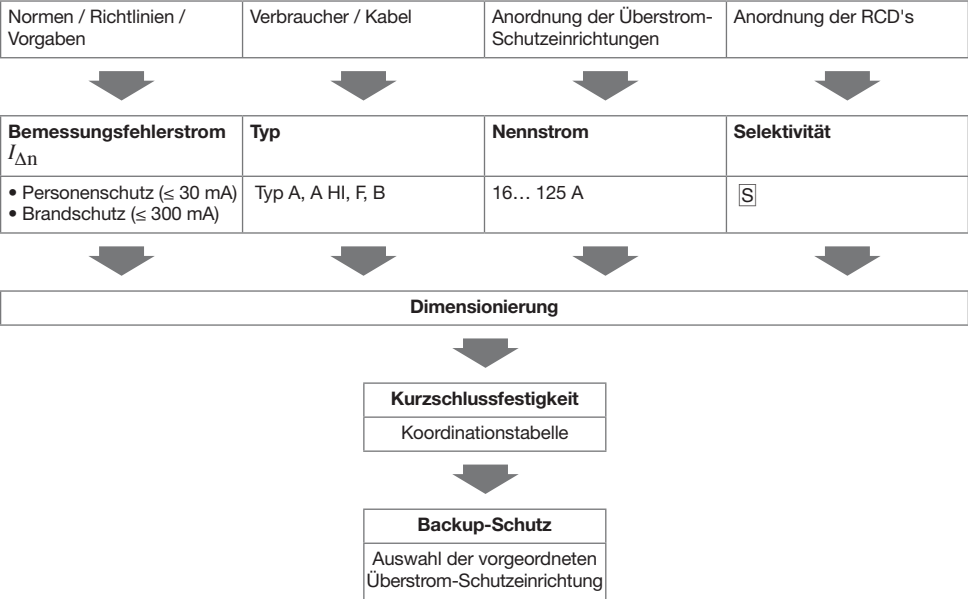 Normen / Richtlinien /
Vorgaben
Verbraucher / Kabel
Anordnung der Überstrom-
Schutzeinrichtungen
Anordnung der RCD's
Bemessungsfehlerstrom
IΔn
Typ
Nennstrom
Selektivität
• Personenschutz (≤ 30 mA)
• Brandschutz (≤ 300 mA)
Typ A, A HI, F, B
16… 125 A
S
Dimensionierung
Kurzschlussfestigkeit
Koordinationstabelle
Backup-Schutz
Auswahl der vorgeordneten
Überstrom-Schutzeinrichtung